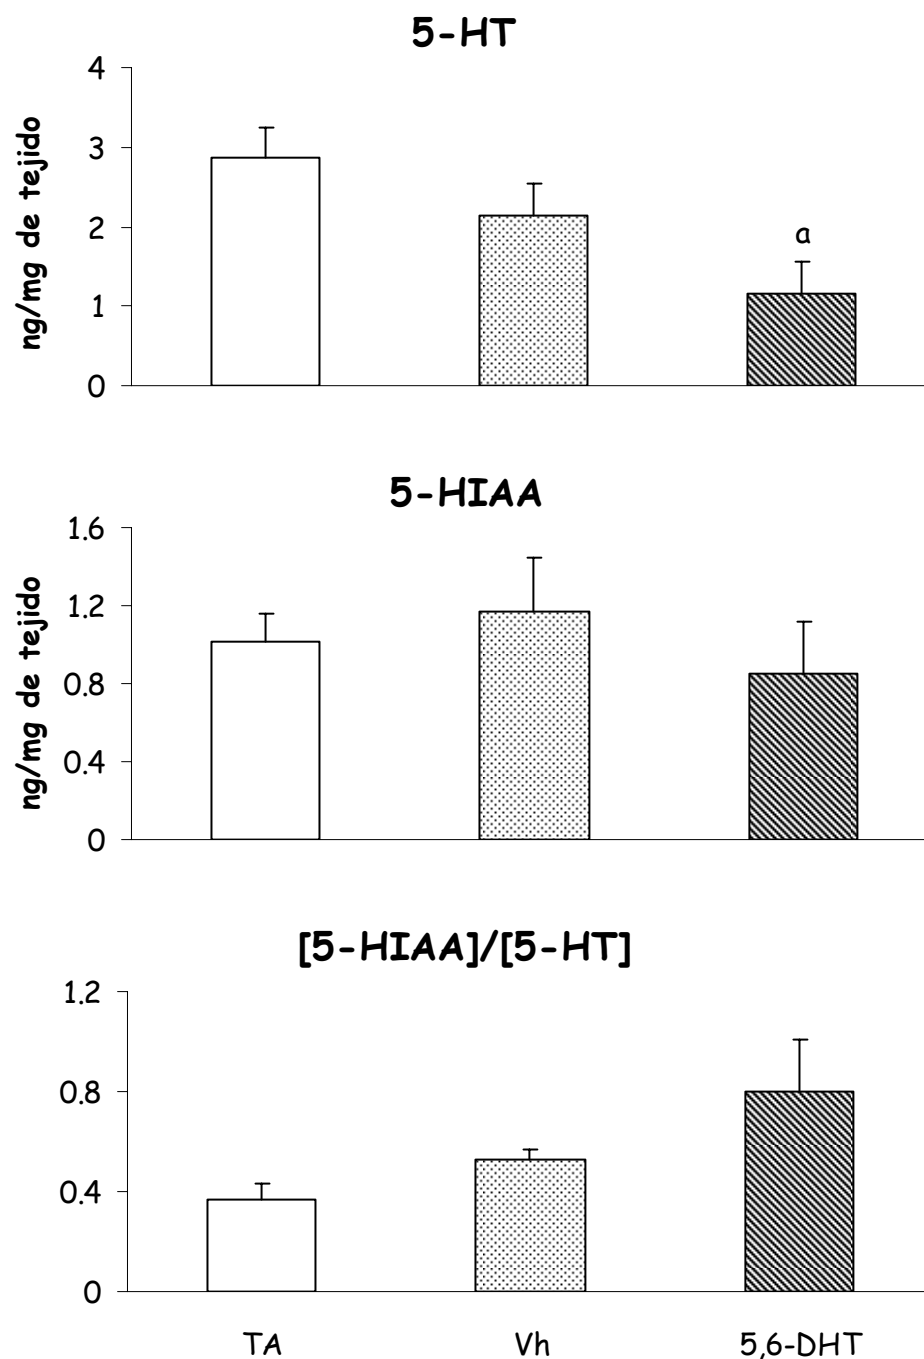 5-HT
4
3
2
1
0
ng/mg de tejido
a
5-HIAA
1.6
1.2
0.8
0.4
0
ng/mg de tejido
[5-HIAA]/[5-HT]
1.2
0.8
0.4
0
TA Vh 5,6-DHT